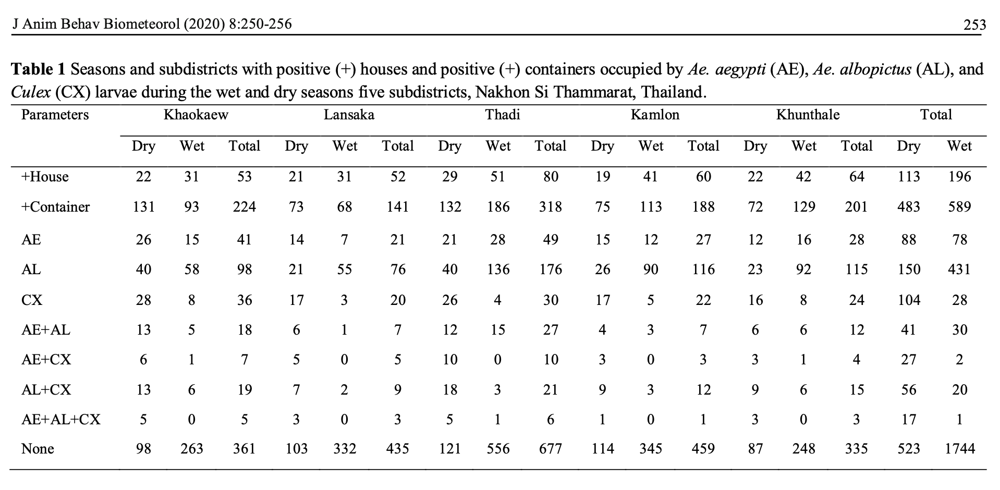 J Anim Behav Biometeorol (2020) 8:250-256 253
Table 1 Seasons and subdistricts with positive (+) houses and positive (+) containers occupied by Ae. aegypti (AE), Ae. albopictus (AL), and
Culex (CX) larvae during the wet and dry seasons five subdistricts, Nakhon Si Thammarat, Thailand.
Parameters Khaokaew Lansaka Thadi Kamlon Khunthale Total
Dry Wet Total Dry Wet Total Dry Wet Total Dry Wet Total Dry Wet Total Dry Wet
+House 22 31 53 21 31 52 29 51 80 19 41 60 22 42 64 113 196
+Container 131 93 224 73 68 141 132 186 318 75 113 188 72 129 201 483 589
AE 26 15 41 14 7 21 21 28 49 15 12 27 12 16 28 88 78
AL 40 58 98 21 55 76 40 136 176 26 90 116 23 92 115 150 431
CX 28 8 36 17 3 20 26 4 30 17 5 22 16 8 24 104 28
AE+AL 13 5 18 6 1 7 12 15 27 4 3 7 6 6 12 41 30
AE+CX 6 1 7 5 0 5 10 0 10 3 0 3 3 1 4 27 2
AL+CX 13 6 19 7 2 9 18 3 21 9 3 12 9 6 15 56 20
AE+AL+CX 5 0 5 3 0 3 5 1 6 1 0 1 3 0 3 17 1
None 98 263 361 103 332 435 121 556 677 114 345 459 87 248 335 523 1744